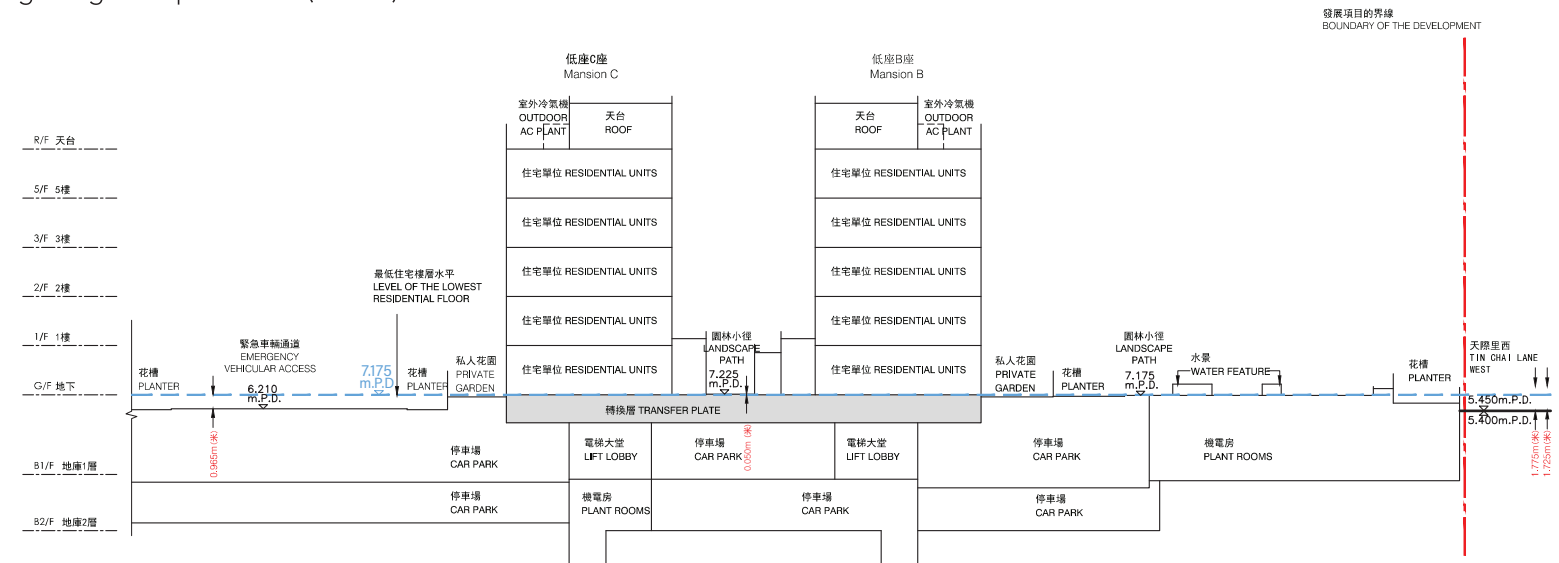 發展項目的界線
BOUNDARY OF THE DEVELOPMENT
低座C座
Mansion C
低座B座
Mansion B
室外冷氣機
OUTDOOR
AC PLANT
天台
ROOF
天台
ROOF
室外冷氣機
OUTDOOR
AC PLANT
R/F 天台
住宅單位 RESIDENTIAL UNITS
住宅單位 RESIDENTIAL UNITS
5/F 5樓
住宅單位 RESIDENTIAL UNITS
住宅單位 RESIDENTIAL UNITS
3/F 3樓
住宅單位 RESIDENTIAL UNITS
住宅單位 RESIDENTIAL UNITS
最低住宅樓層水平
LEVEL OF THE LOWEST
RESIDENTIAL FLOOR
2/F 2樓
住宅單位 RESIDENTIAL UNITS
住宅單位 RESIDENTIAL UNITS
1/F 1樓
緊急車輛通道
EMERGENCY
VEHICULAR ACCESS
園林小徑
LANDSCAPE
PATH
7.225
m.P.D.
園林小徑
LANDSCAPE
PATH
7.175
m.P.D.
天際里西
TIN CHAI LANE
WEST
花槽
PLANTER
6.210
m.P.D.
7.175
m.P.D
花槽
PLANTER
私人花園
PRIVATE
GARDEN
住宅單位 RESIDENTIAL UNITS
住宅單位 RESIDENTIAL UNITS
私人花園
PRIVATE
GARDEN
花槽
PLANTER
水景
WATER FEATURE
花槽
PLANTER
G/F 地下
5.450m.P.D.
5.400m.P.D.
轉換層 TRANSFER PLATE
0.965m(米)
0.050m (米)
1.775m(米)
1.725m(米)
停車場
CAR PARK
電梯大堂
LIFT LOBBY
停車場
CAR PARK
電梯大堂
LIFT LOBBY
停車場
CAR PARK
機電房
PLANT ROOMS
B1/F 地庫1層
停車場
CAR PARK
機電房
PLANT ROOMS
停車場
CAR PARK
停車場
CAR PARK
B2/F 地庫2層